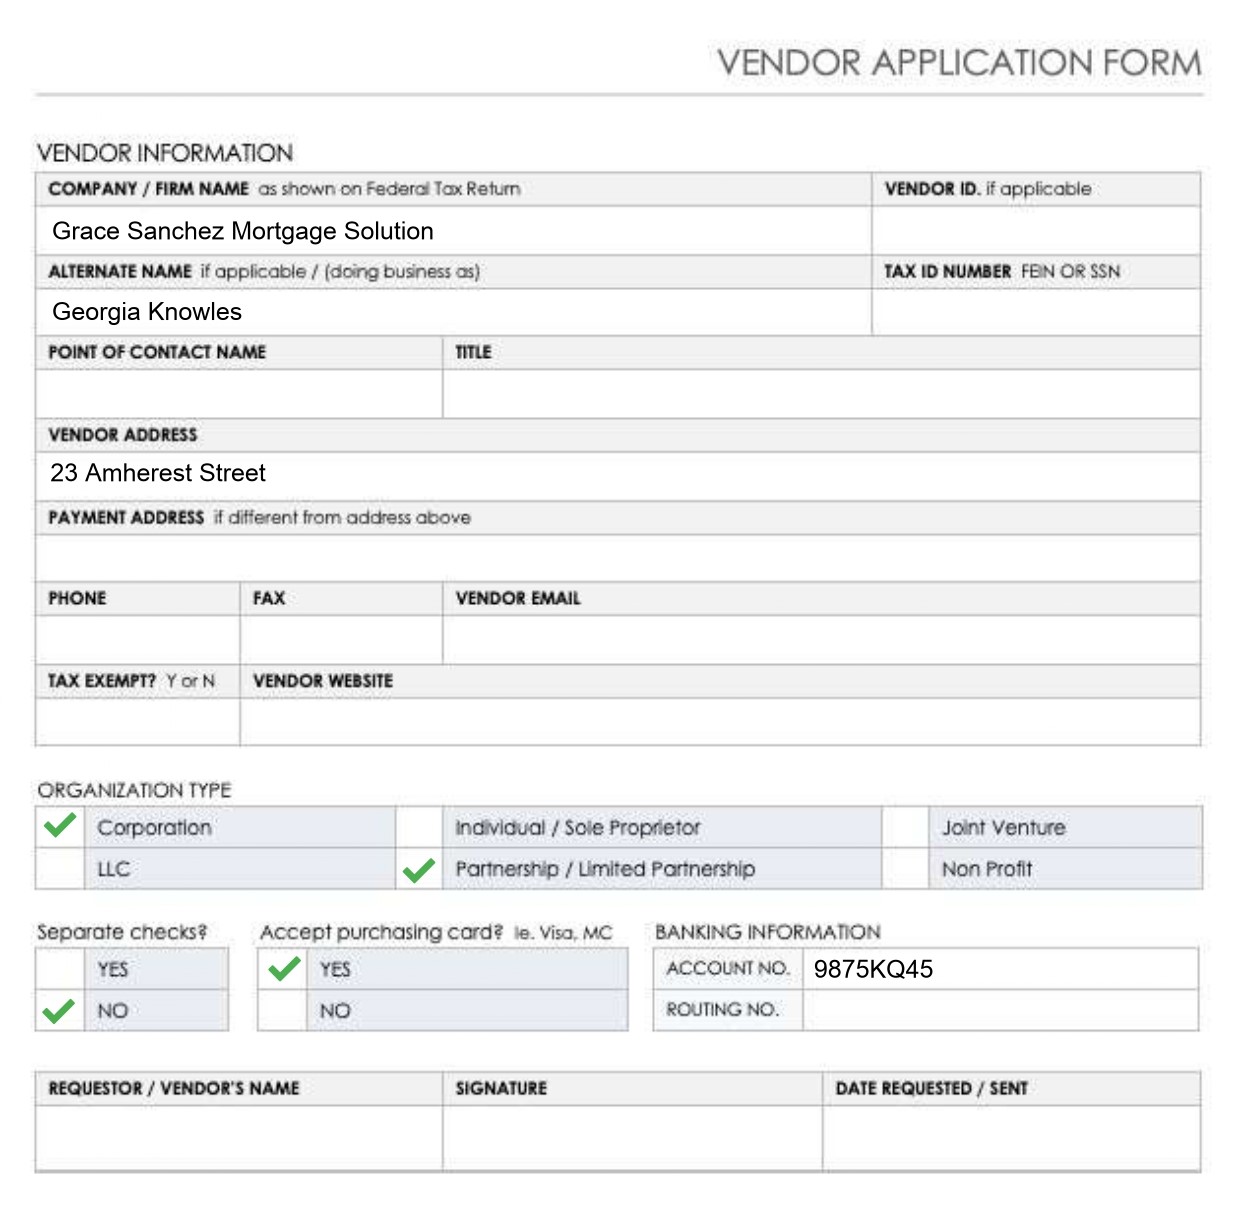 VENDOR APPLICATION FORM
VENDOR INFORMATION
COMPANY / FIRM NAME as shown on Federal Tax Return VENDOR ID. if applicable
Grace Sanchez Mortgage Solution
ALTERNATE NAME if applicable / (doing business as) TAX ID NUMBER FEIN OR SSN
Georgia Knowles
POINT OF CONTACT NAME TITLE
VENDOR ADDRESS
23 Amherest Street
PAYMENT ADDRESS if different from address above
PHONE FAX VENDOR EMAIL
TAX EXEMPT? Y or N VENDOR WEBSITE
ORGANIZATION TYPE
Corporation Individual / Sole Proprietor Joint Venture
LLC Partnership / Limited Partnership Non Profit
Separate checks? Accept purchasing card? Ie. Visa, MC BANKING INFORMATION
YES YES ACCOUNT NO. 9875KQ45
NO NO ROUTING NO.
REQUESTOR / VENDOR'S NAME SIGNATURE DATE REQUESTED / SENT